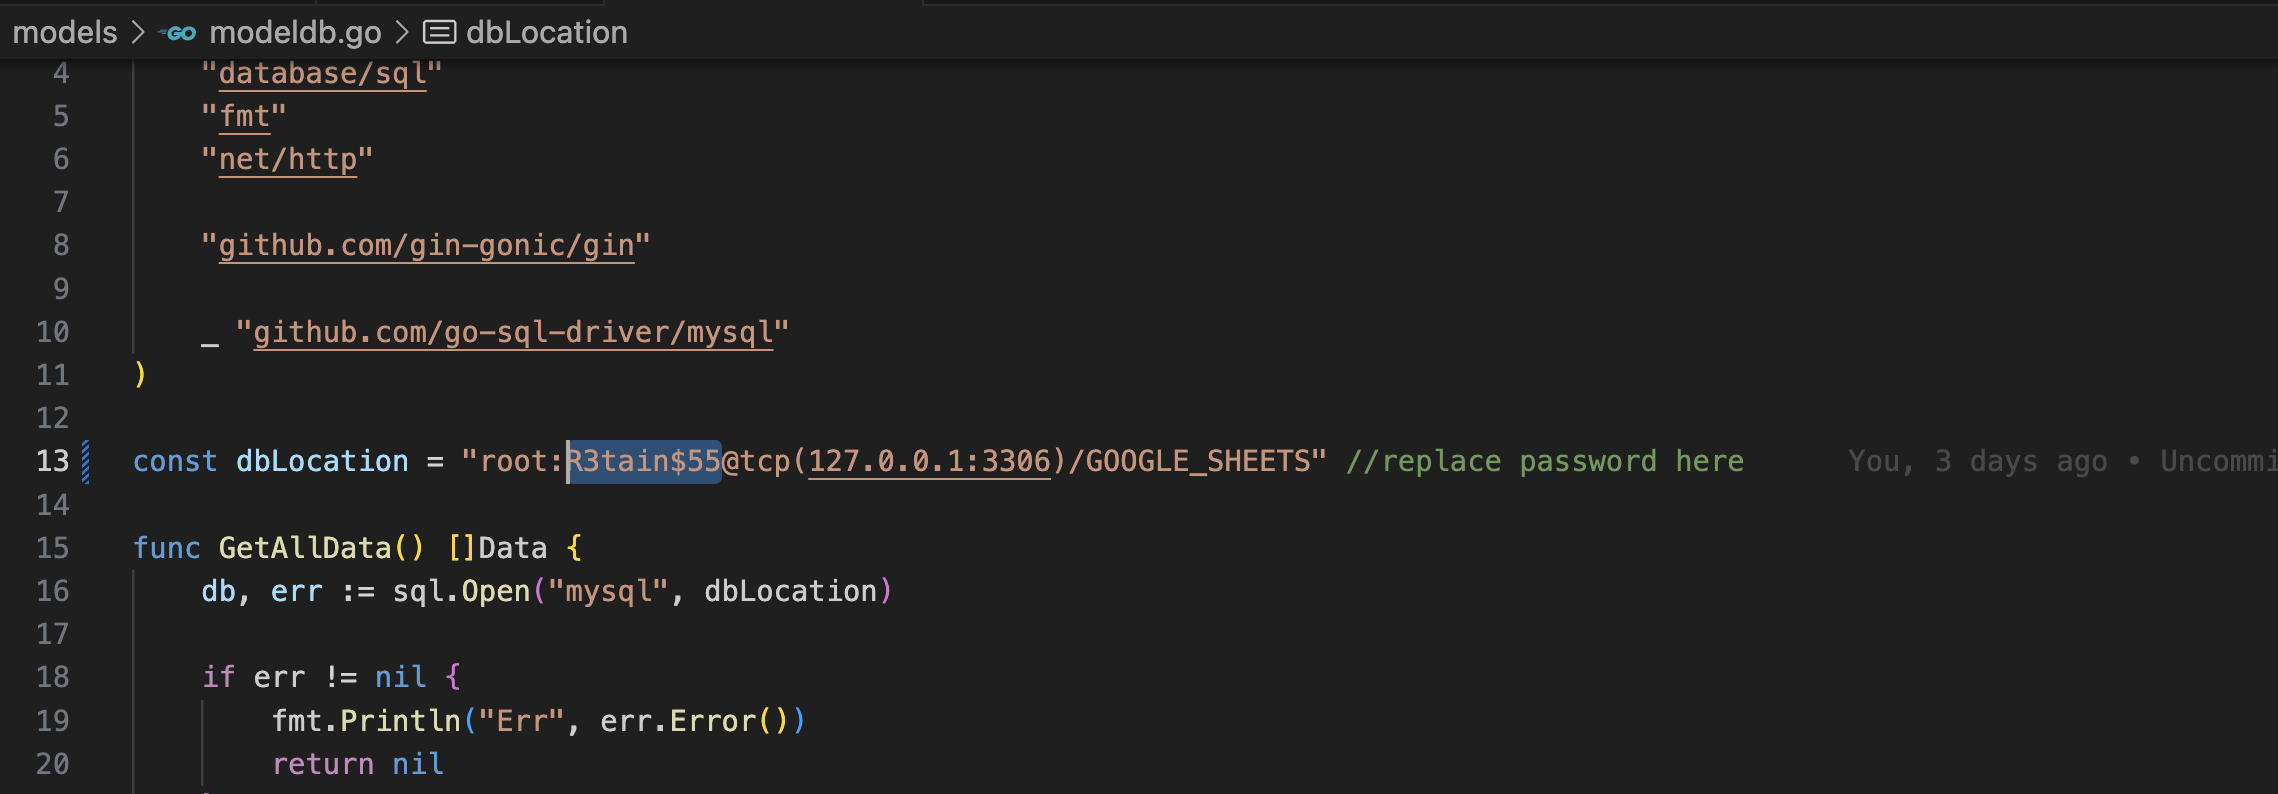 models > GO modeldb.go > dbLocation
4 "database/sql"
5 "fmt"
6 "net/http"
7
8 "github.com/gin-gonic/gin"
9
10 _ "github.com/go-sql-driver/mysql"
11 )
12
13 const dbLocation = "root:R3tain$55@tcp(127.0.0.1:3306)/GOOGLE_SHEETS" //replace password here You, 3 days ago • Uncommi
14
15 func GetAllData() []Data {
16 db, err := sql.Open("mysql", dbLocation)
17
18 if err != nil {
19 fmt.Println("Err", err.Error())
20 return nil